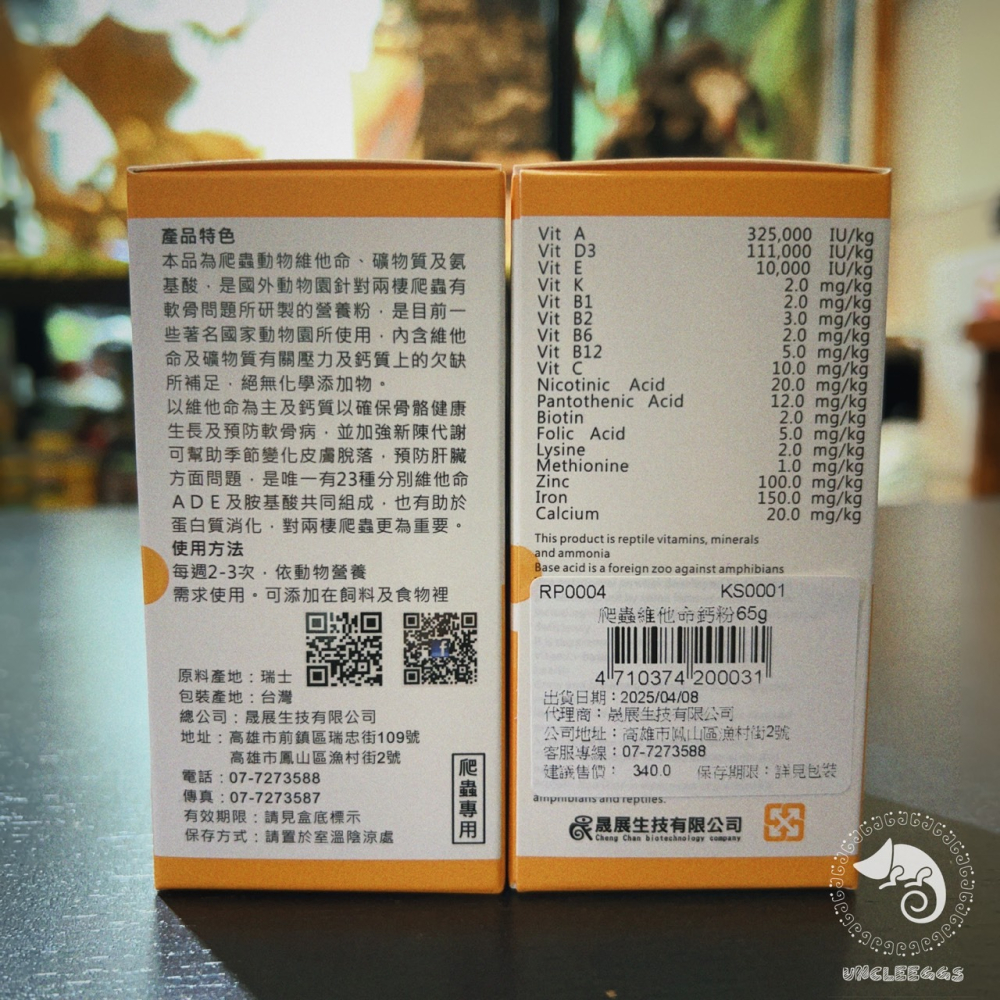 產品特色
本品為爬蟲動物維他命、礦物質及氨
基酸，是國外動物園針對兩棲爬蟲有
軟骨問題所研製的營養粉，是目前一
些著名國家動物園所使用，內含維他
命及礦物質有關壓力及鈣質上的欠缺
所補足，絕無化學添加物。
以維他命為主及鈣質以確保骨骼健康
生長及預防軟骨病，並加強新陳代謝
可幫助季節變化皮膚脫落，預防肝臟
方面問題，是唯一有23種分別維他命
ADE及胺基酸共同組成，也有助於
蛋白質消化，對兩棲爬蟲更為重要。
使用方法
每週2-3次，依動物營養
需求使用。可添加在飼料及食物裡
原料產地：瑞士
包裝產地：台灣
總公司：晟展生技有限公司
地址：高雄市前鎮區瑞忠街109號
高雄市鳳山區漁村街2號
電話：07-7273588
傳真：07-7273587
有效期限：請見盒底標示
保存方式：請置於室溫陰涼處
爬蟲專用
Vit A 325,000 IU/kg
Vit D3 111,000 IU/kg
Vit E 10,000 IU/kg
Vit K 2.0 mg/kg
Vit B1 2.0 mg/kg
Vit B2 3.0 mg/kg
Vit B6 2.0 mg/kg
Vit B12 5.0 mg/kg
Vit C 10.0 mg/kg
Nicotinic Acid 20.0 mg/kg
Pantothenic Acid 12.0 mg/kg
Biotin 2.0 mg/kg
Folic Acid 5.0 mg/kg
Lysine 2.0 mg/kg
Methionine 1.0 mg/kg
Zinc 100.0 mg/kg
Iron 150.0 mg/kg
Calcium 20.0 mg/kg
This product is reptile vitamins, minerals
and ammonia
Base acid is a foreign zoo against amphibians
RP0004 KS0001
爬蟲維他命鈣粉65g
4 710374 200031
出貨日期：2025/04/08
代理商：晟展生技有限公司
公司地址：高雄市鳳山區漁村街2號
客服專線：07-7273588
建議售價： 340.0 保存期限：詳見包裝
amphibians and reptiles.
晟展生技有限公司
Cheng Chan biotechnology company
UNCLEEGGS